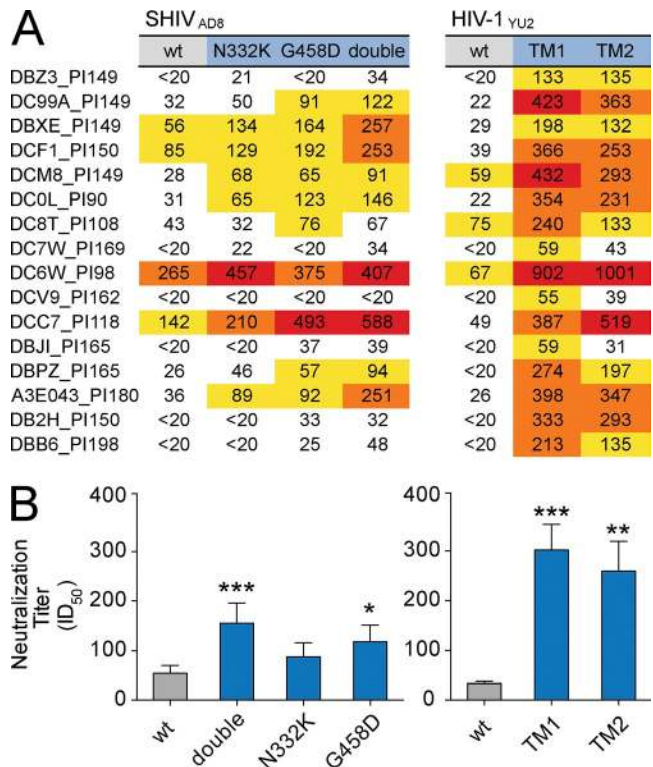 A
SHIV AD8 HIV-1 YU2
wt N332K G458D double wt TM1 TM2
DBZ3_PI149 <20 21 <20 34 <20 133 135
DC99A_PI149 32 50 91 122 22 423 363
DBXE_PI149 56 134 164 257 29 198 132
DCF1_PI150 85 129 192 253 39 366 253
DCM8_PI149 28 68 65 91 59 432 293
DC0L_PI90 31 65 123 146 22 354 231
DC8T_PI108 43 32 76 67 75 240 133
DC7W_PI169 <20 22 <20 34 <20 59 43
DC6W_PI98 265 457 375 407 67 902 1001
DCV9_PI162 <20 <20 <20 <20 <20 55 39
DCC7_PI118 142 210 493 588 49 387 519
DBJI_PI165 <20 <20 37 39 <20 59 31
DBPZ_PI165 26 46 57 94 <20 274 197
A3E043_PI180 36 89 92 251 26 398 347
DB2H_PI150 <20 <20 33 32 <20 333 293
DBB6_PI198 <20 <20 25 48 <20 213 135
B
Neutralization
Titer
(ID50)
400
300
200
100
0
***
*
wt double N332K G458D
400
300
200
100
0
***
**
wt TM1 TM2